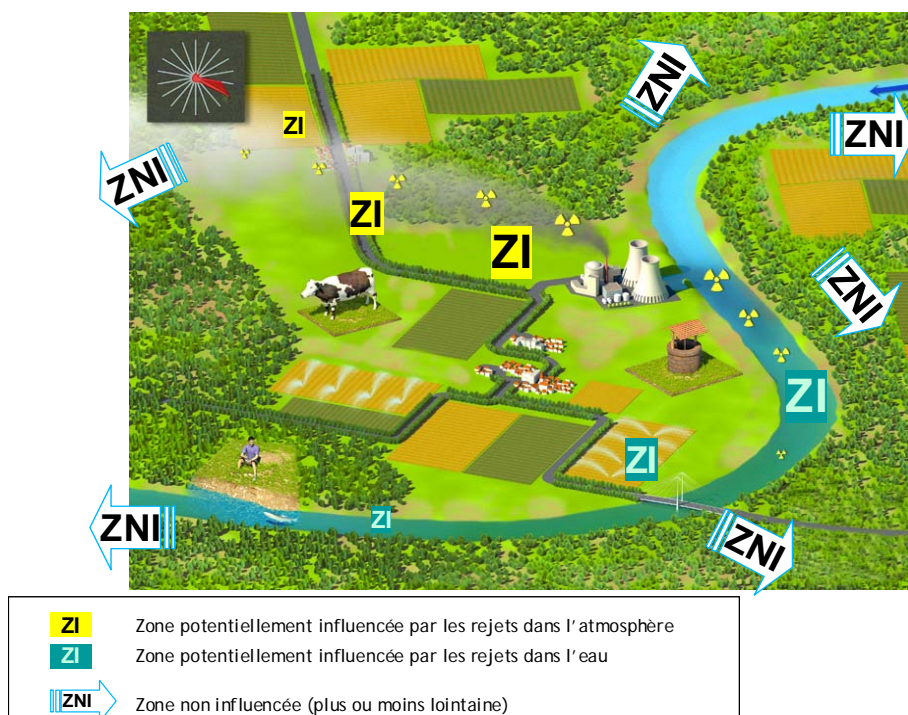 ZNI
ZNI
ZI
ZNI
ZI
ZI
ZNI
ZI
ZI
ZI
ZNI
ZNI
ZI Zone potentiellement influencée par les rejets dans l'atmosphère
ZI Zone potentiellement influencée par les rejets dans l'eau
ZNI Zone non influencée (plus ou moins lointaine)